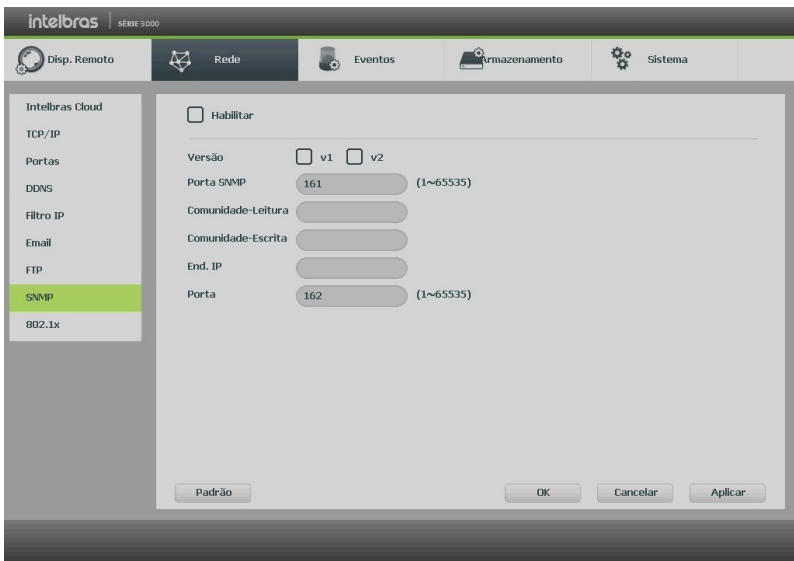 intelbras SÉRIE 3000
Disp. Remoto Rede Eventos Armazenamento Sistema
Intelbras Cloud
TCP/IP
Portas
DDNS
Filtro IP
Email
FTP
SNMP
802.1x
Habilitar
Versão v1 v2
Porta SNMP 161 (1~65535)
Comunidade-Leitura
Comunidade-Escrita
End. IP
Porta 162 (1~65535)
Padrão OK Cancelar Aplicar